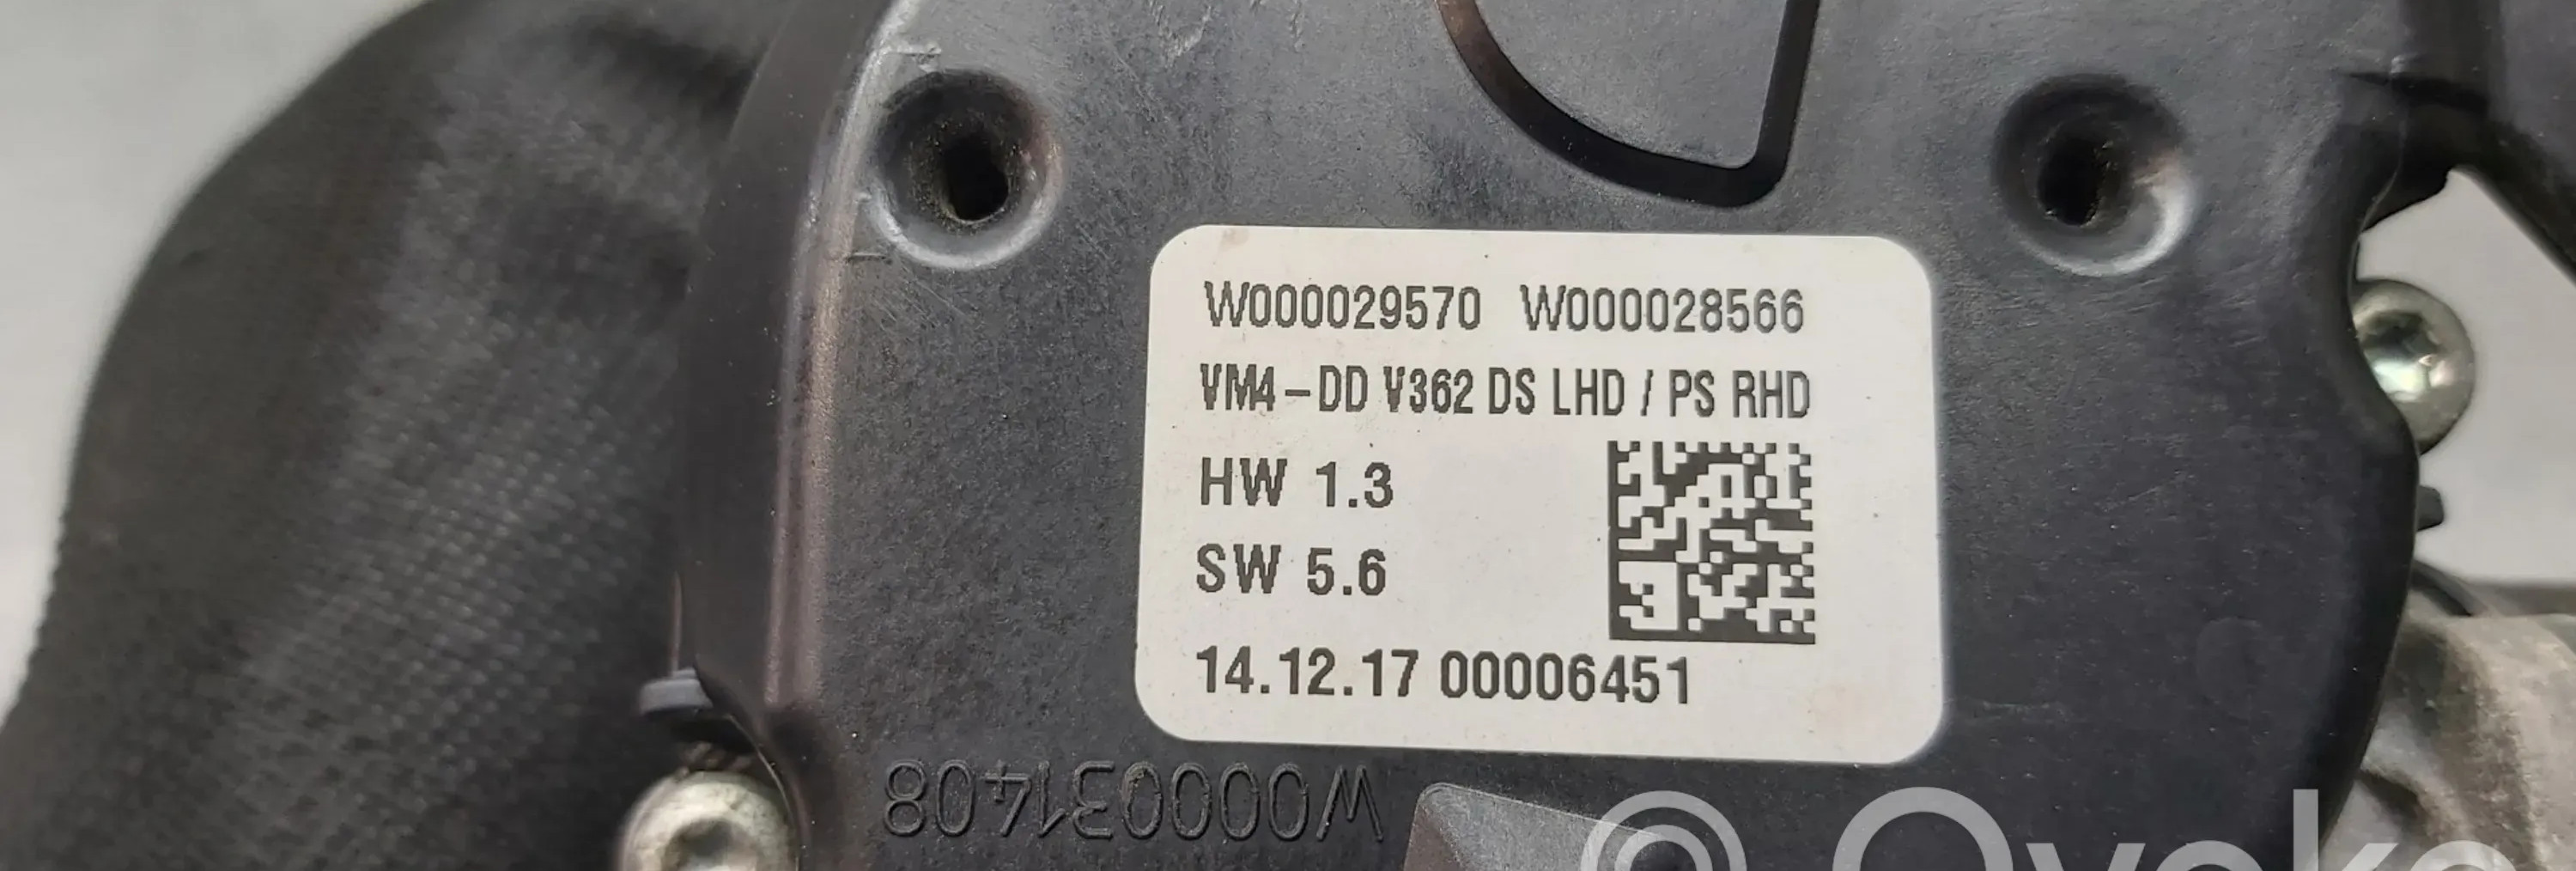 W000029570 W000028566
VM4-DD V362 DS LHD / PS RHD
HW 1.3
SW 5.6
14.12.17 00006451
W000031408
© Ovoko